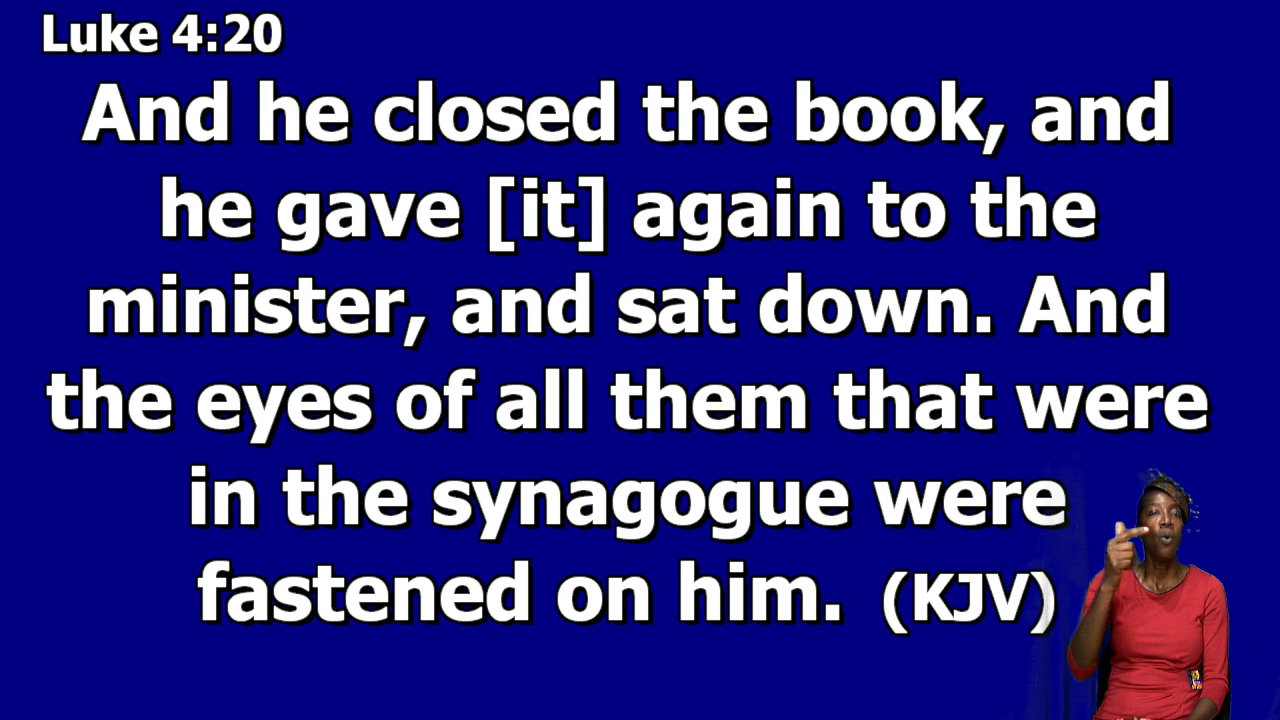 Luke 4:20
And he closed the book, and
he gave [it] again to the
minister, and sat down. And
the eyes of all them that were
in the synagogue were
fastened on him. (KJV)